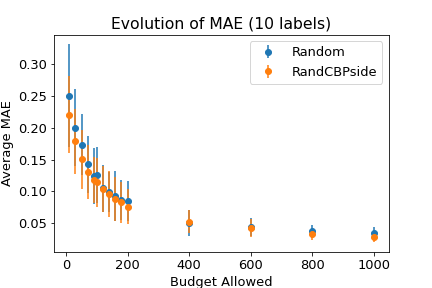 Evolution of MAE (10 labels)
Random
RandCBPside
Average MAE
0.30
0.25
0.20
0.15
0.10
0.05
0 200 400 600 800 1000
Budget Allowed